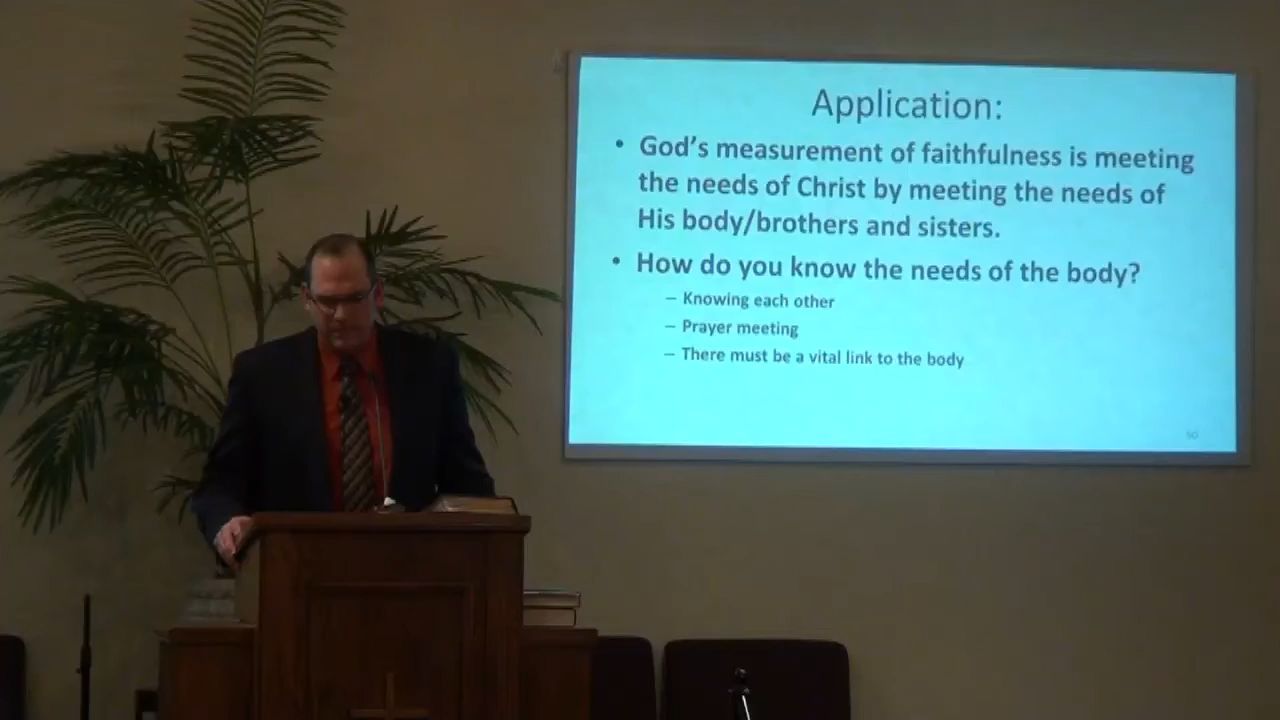 Application:
• God's measurement of faithfulness is meeting
the needs of Christ by meeting the needs of
His body/brothers and sisters.
• How do you know the needs of the body?
– Knowing each other
– Prayer meeting
– There must be a vital link to the body